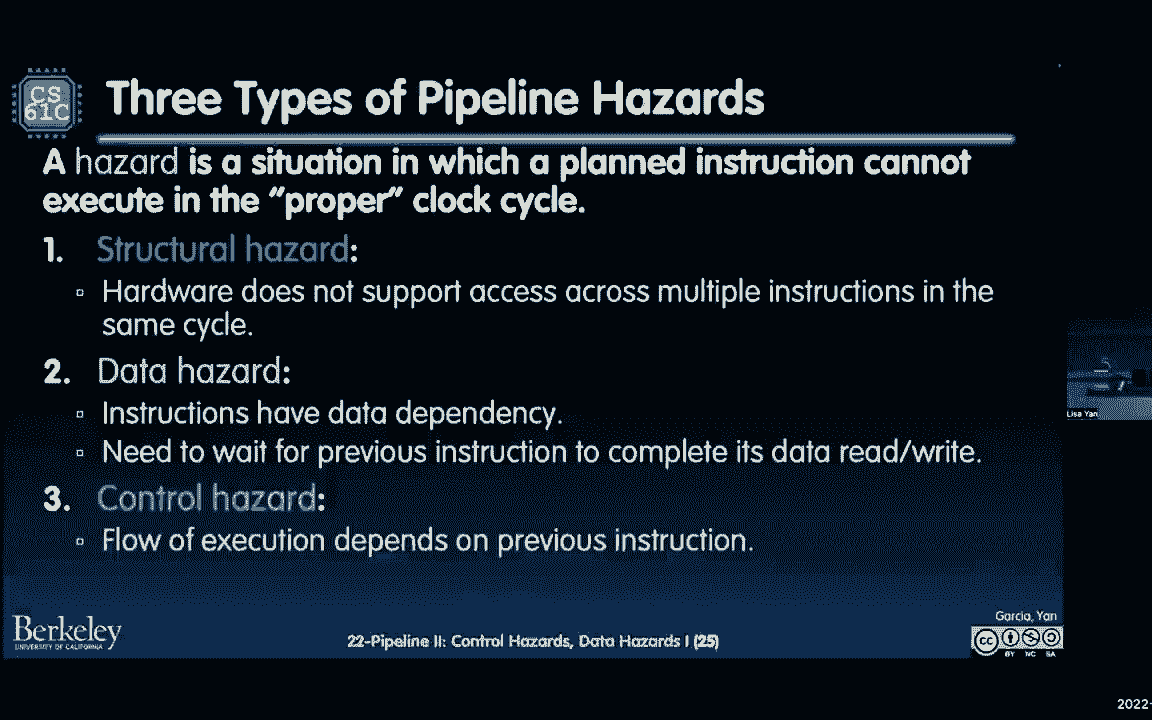 CS
61C
Three Types of Pipeline Hazards
A hazard is a situation in which a planned instruction cannot
execute in the “proper” clock cycle.
1. Structural hazard:
▫ Hardware does not support access across multiple instructions in the
same cycle.
2. Data hazard:
▫ Instructions have data dependency.
▫ Need to wait for previous instruction to complete its data read/write.
3. Control hazard:
▫ Flow of execution depends on previous instruction.
Lisa Yan
Berkeley
UNIVERSITY OF CALIFORNIA
22-Pipeline II: Control Hazards, Data Hazards I (25)
Garcia, Yan
cc
BY NC SA
2022-